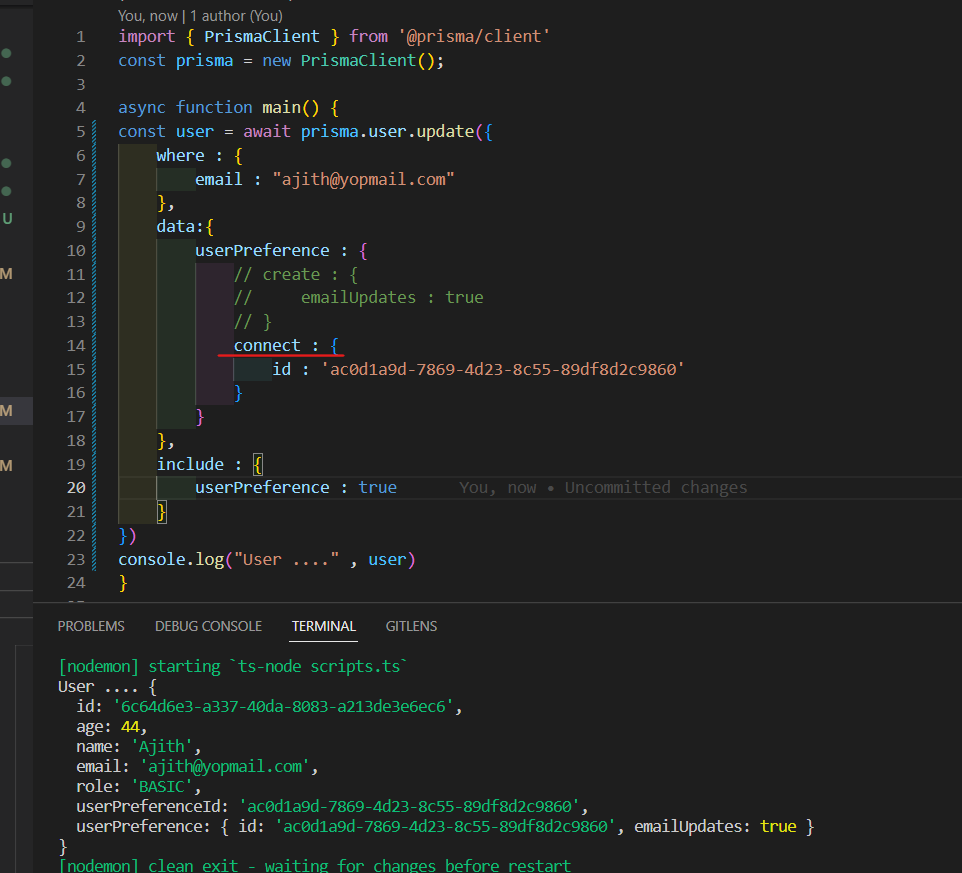 You, now | 1 author (You)
1 import { PrismaClient } from '@prisma/client'
2 const prisma = new PrismaClient();
3
4 async function main() {
5 const user = await prisma.user.update({
6     where : {
7         email : "ajith@yopmail.com"
8     },
9     data:{
10         userPreference : {
11             // create : {
12             //     emailUpdates : true
13             // }
14             connect : {
15                 id : 'ac0d1a9d-7869-4d23-8c55-89df8d2c9860'
16             }
17         }
18     },
19     include : {
20         userPreference : true      You, now • Uncommitted changes
21     }
22 })
23 console.log("User ...." , user)
24 }
U
M
M
M
PROBLEMS DEBUG CONSOLE TERMINAL GITLENS
[nodemon] starting `ts-node scripts.ts`
User .... {
  id: '6c64d6e3-a337-40da-8083-a213de3e6ec6',
  age: 44,
  name: 'Ajith',
  email: 'ajith@yopmail.com',
  role: 'BASIC',
  userPreferenceId: 'ac0d1a9d-7869-4d23-8c55-89df8d2c9860',
  userPreference: { id: 'ac0d1a9d-7869-4d23-8c55-89df8d2c9860', emailUpdates: true }
}
[nodemon] clean exit - waiting for changes before restart